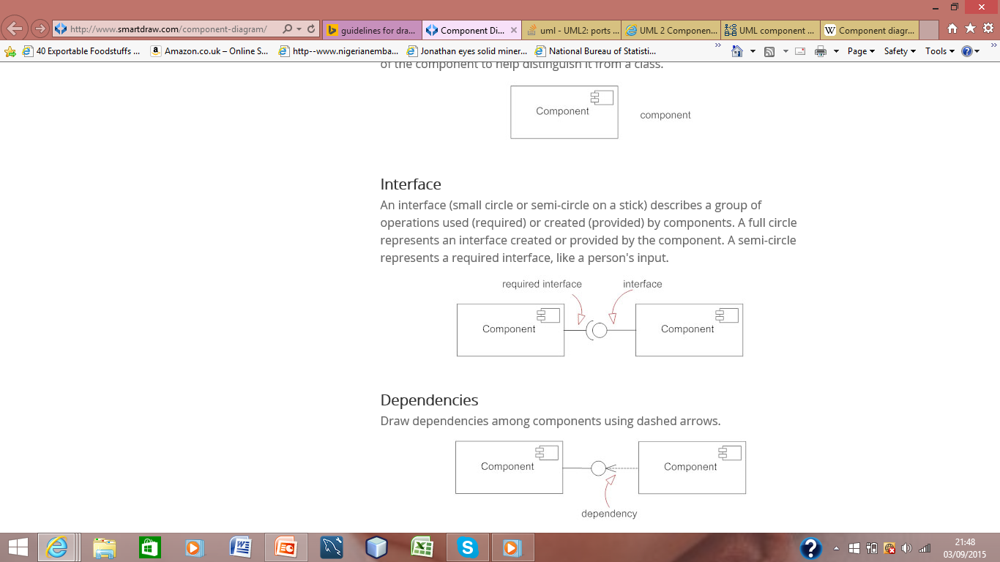 http://www.smartdraw.com/component-diagram/
guidelines for dra...
Component Di...
uml - UML2: ports ...
UML 2 Componen...
UML component ...
Component diagr...
40 Exportable Foodstuffs ...
Amazon.co.uk – Online S...
http--www.nigerianemba...
Jonathan eyes solid miner...
National Bureau of Statisti...
Page
Safety
Tools
of the component to help distinguish it from a class.
Component
component
Interface
An interface (small circle or semi-circle on a stick) describes a group of
operations used (required) or created (provided) by components. A full circle
represents an interface created or provided by the component. A semi-circle
represents a required interface, like a person's input.
required interface interface
Component Component
Dependencies
Draw dependencies among components using dashed arrows.
Component Component
dependency
21:48
03/09/2015